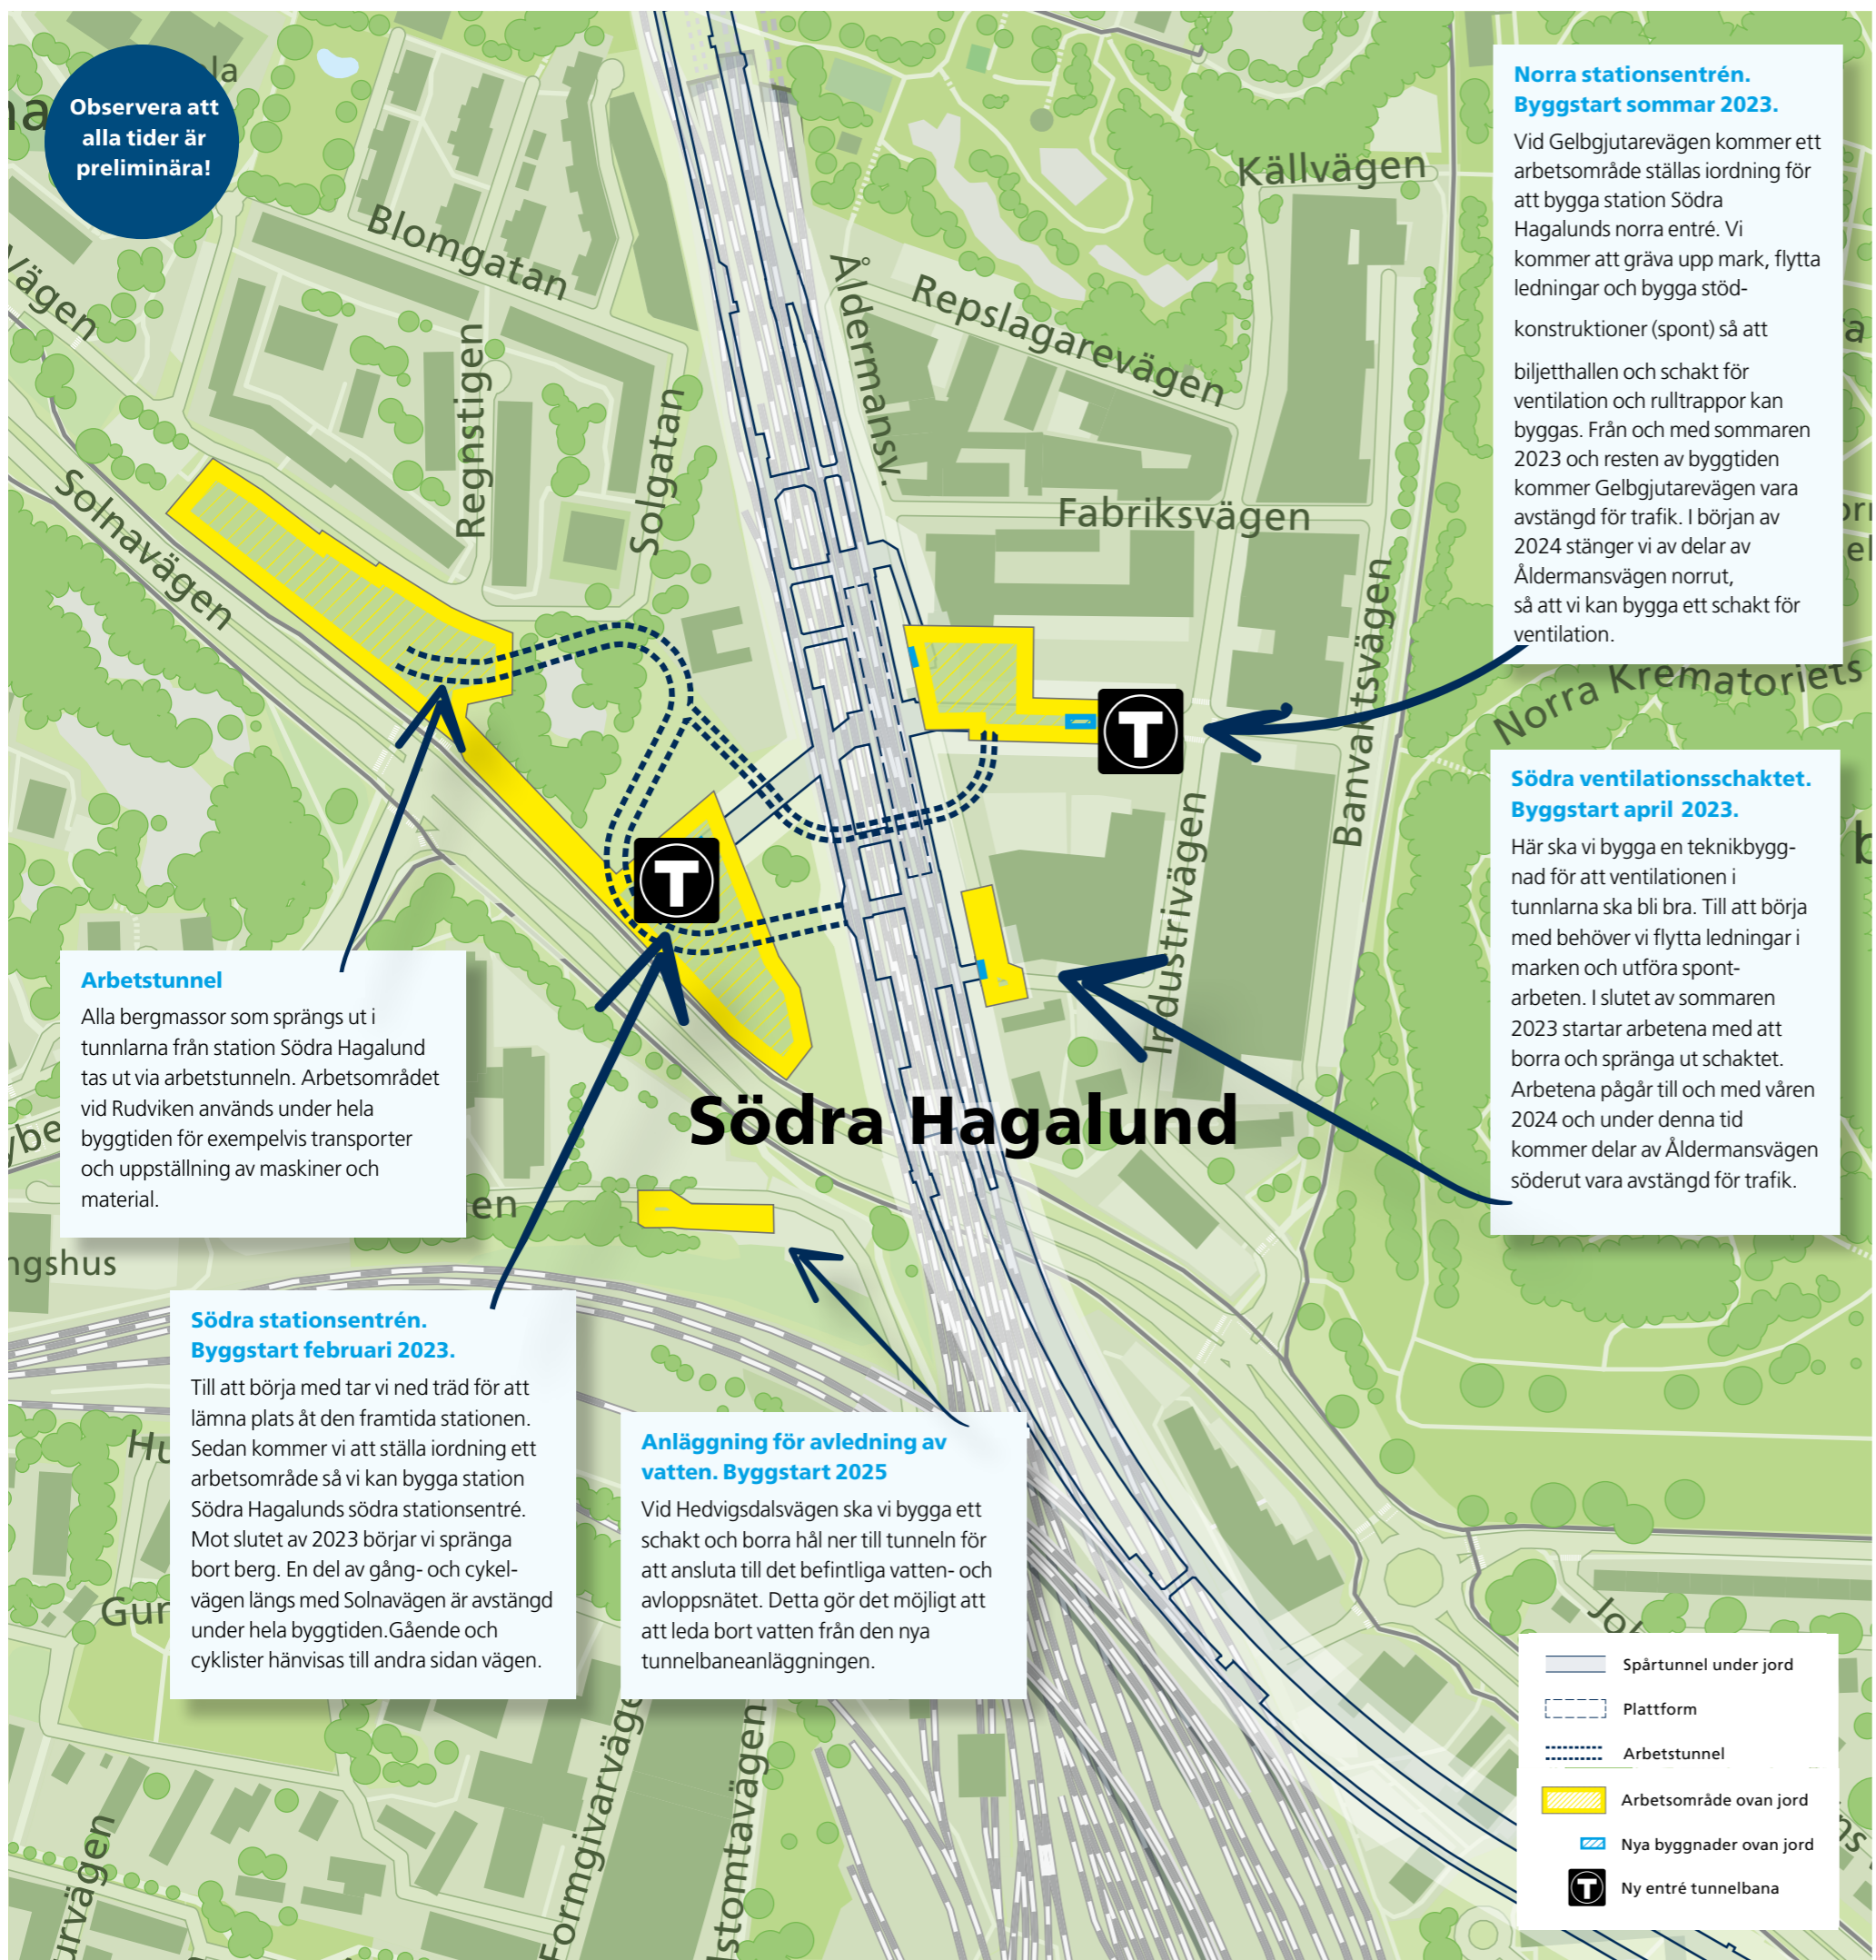 Observera att
alla tider är
preliminära!
Blomgatan
Vägen
Regnstigen
Solgatan
Solnavägen
Åldermansv.
Repslagarevägen
Källvägen
Fabriksvägen
Banvaktsvägen
Industrivägen
Norra Krematoriets
Norra stationsentrén.
Byggstart sommar 2023.
Vid Gelbgjutarevägen kommer ett
arbetsområde ställas iordning för
att bygga station Södra
Hagalunds norra entré. Vi
kommer att gräva upp mark, flytta
ledningar och bygga stöd-
konstruktioner (spont) så att
biljetthallen och schakt för
ventilation och rulltrappor kan
byggas. Från och med sommaren
2023 och resten av byggtiden
kommer Gelbgjutarevägen vara
avstängd för trafik. I början av
2024 stänger vi av delar av
Åldermansvägen norrut,
så att vi kan bygga ett schakt för
ventilation.
Södra ventilationsschaktet.
Byggstart april 2023.
Här ska vi bygga en teknikbygg-
nad för att ventilationen i
tunnlarna ska bli bra. Till att börja
med behöver vi flytta ledningar i
marken och utföra spont-
arbeten. I slutet av sommaren
2023 startar arbetena med att
borra och spränga ut schaktet.
Arbetena pågår till och med våren
2024 och under denna tid
kommer delar av Åldermansvägen
söderut vara avstängd för trafik.
T
T
Södra Hagalund
Arbetstunnel
Alla bergmassor som sprängs ut i
tunnlarna från station Södra Hagalund
tas ut via arbetstunneln. Arbetsområdet
vid Rudviken används under hela
byggtiden för exempelvis transporter
och uppställning av maskiner och
material.
en
ngshus
Södra stationsentrén.
Byggstart februari 2023.
Till att börja med tar vi ned träd för att
lämna plats åt den framtida stationen.
Sedan kommer vi att ställa iordning ett
arbetsområde så vi kan bygga station
Södra Hagalunds södra stationsentré.
Mot slutet av 2023 börjar vi spränga
bort berg. En del av gång- och cykel-
vägen längs med Solnavägen är avstängd
under hela byggtiden.Gående och
cyklister hänvisas till andra sidan vägen.
Anläggning för avledning av
vatten. Byggstart 2025
Vid Hedvigsdalsvägen ska vi bygga ett
schakt och borra hål ner till tunneln för
att ansluta till det befintliga vatten- och
avloppsnätet. Detta gör det möjligt att
att leda bort vatten från den nya
tunnelbaneanläggningen.
Hu
Gur
urvägen
Formgivarväge
lstomtavägen
Joh
Spårtunnel under jord
Plattform
Arbetstunnel
Arbetsområde ovan jord
Nya byggnader ovan jord
T Ny entré tunnelbana